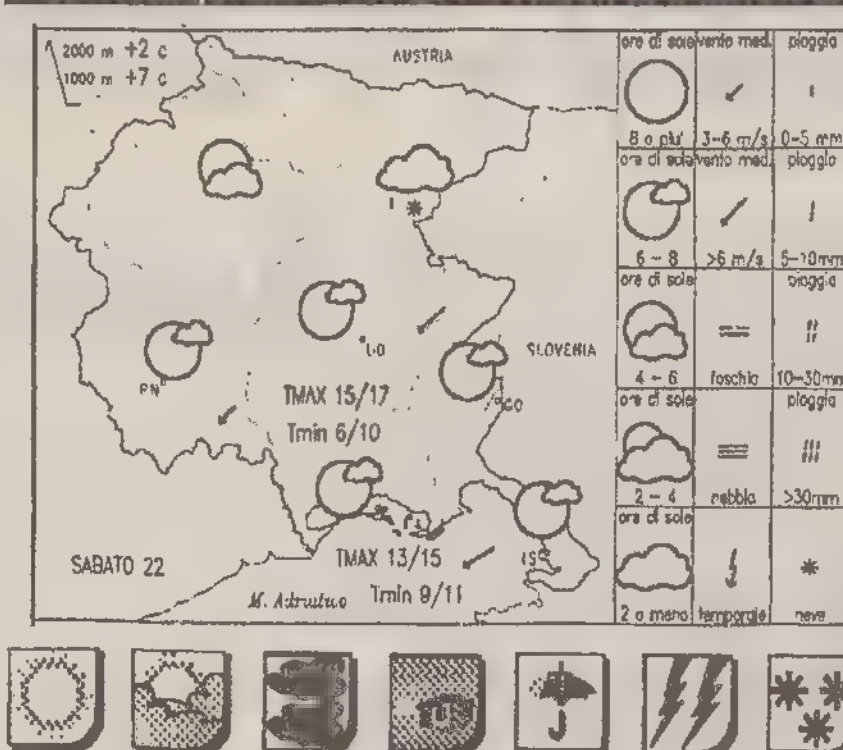 2000 m +2 c
1000 m +7 c
AUSTRIA
UD
PN
SLOVENIA
GO
TMAX 15/17
Tmin 6/10
SABATO 22
TMAX 13/15
Tmin 9/11
M. Adriatico
ore di sole vento med. pioggia
8 o piu' 3-6 m/s 0-5 mm
ore di sole vento med. pioggia
6 - 8 >6 m/s 5-10mm
ore di sole pioggia
4 - 6 foschia 10-30mm
ore di sole pioggia
2 - 4 nebbia >30mm
ore di sole
2 o meno temporale neve